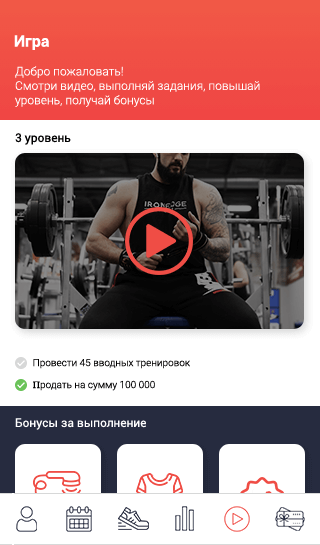 Игра
Добро пожаловать!
Смотри видео, выполняй задания, повышай
уровень, получай бонусы
3 уровень
IRONEDGE
Провести 45 вводных тренировок
Продать на сумму 100 000
Бонусы за выполнение